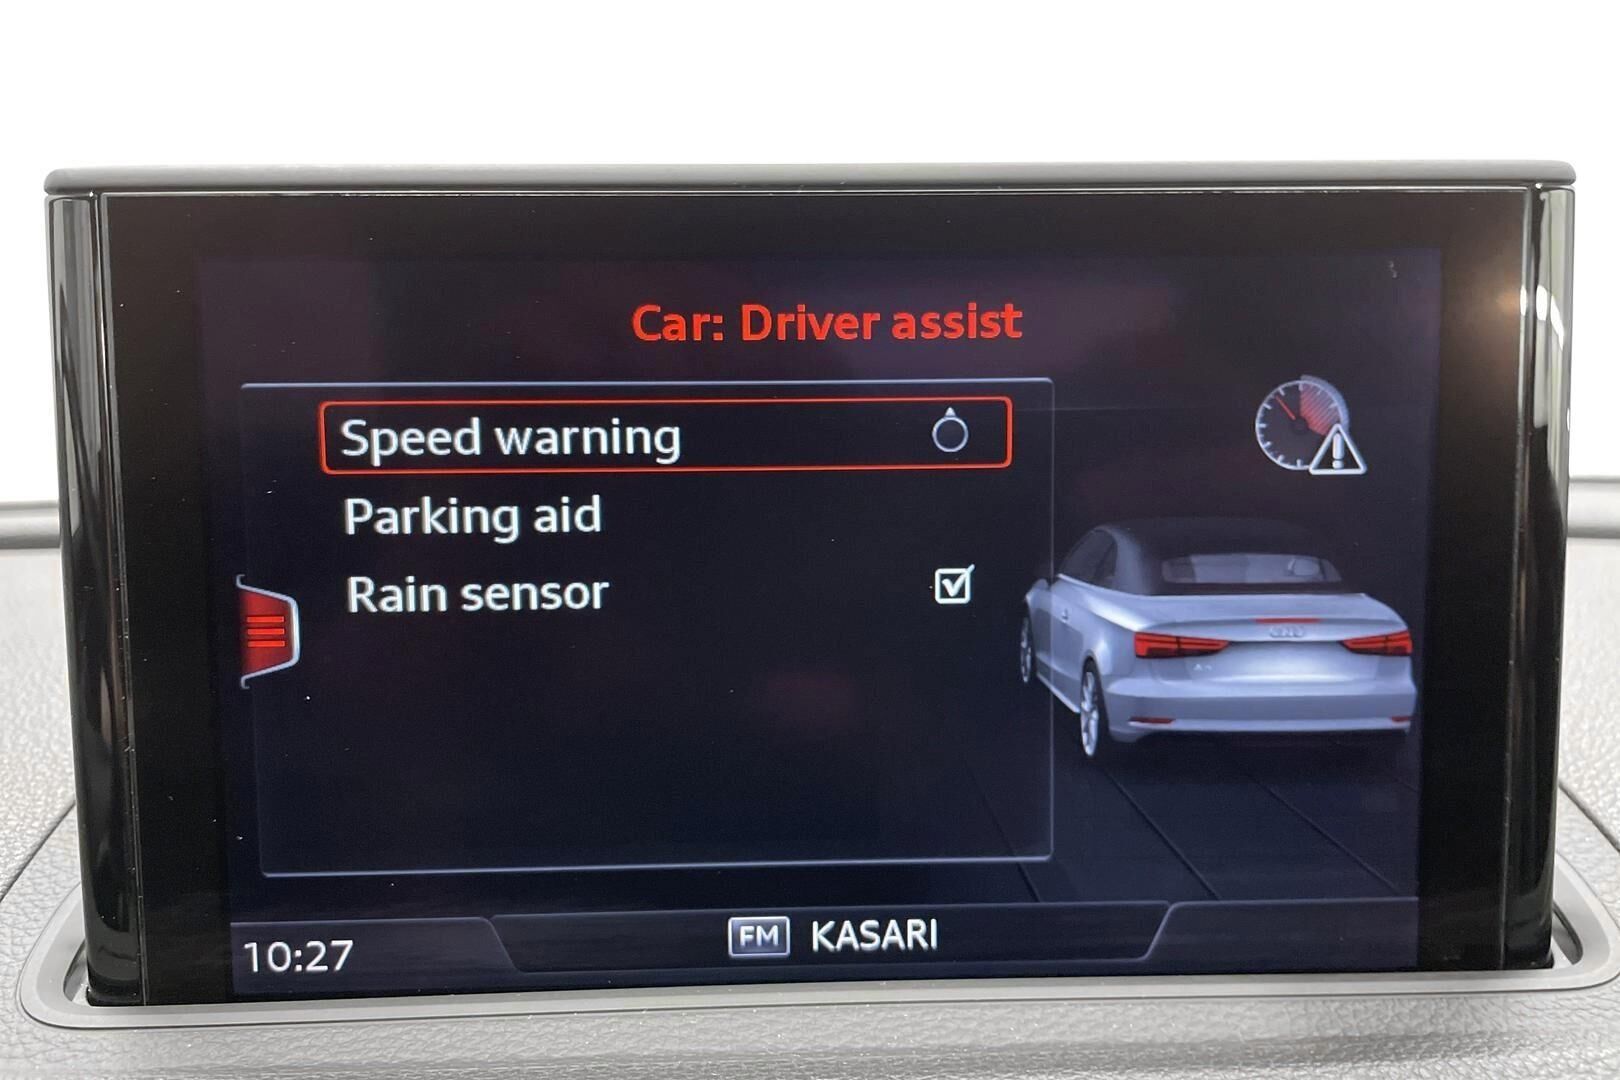 Car: Driver assist
Speed warning
Parking aid
Rain sensor
10:27
FM KASARI